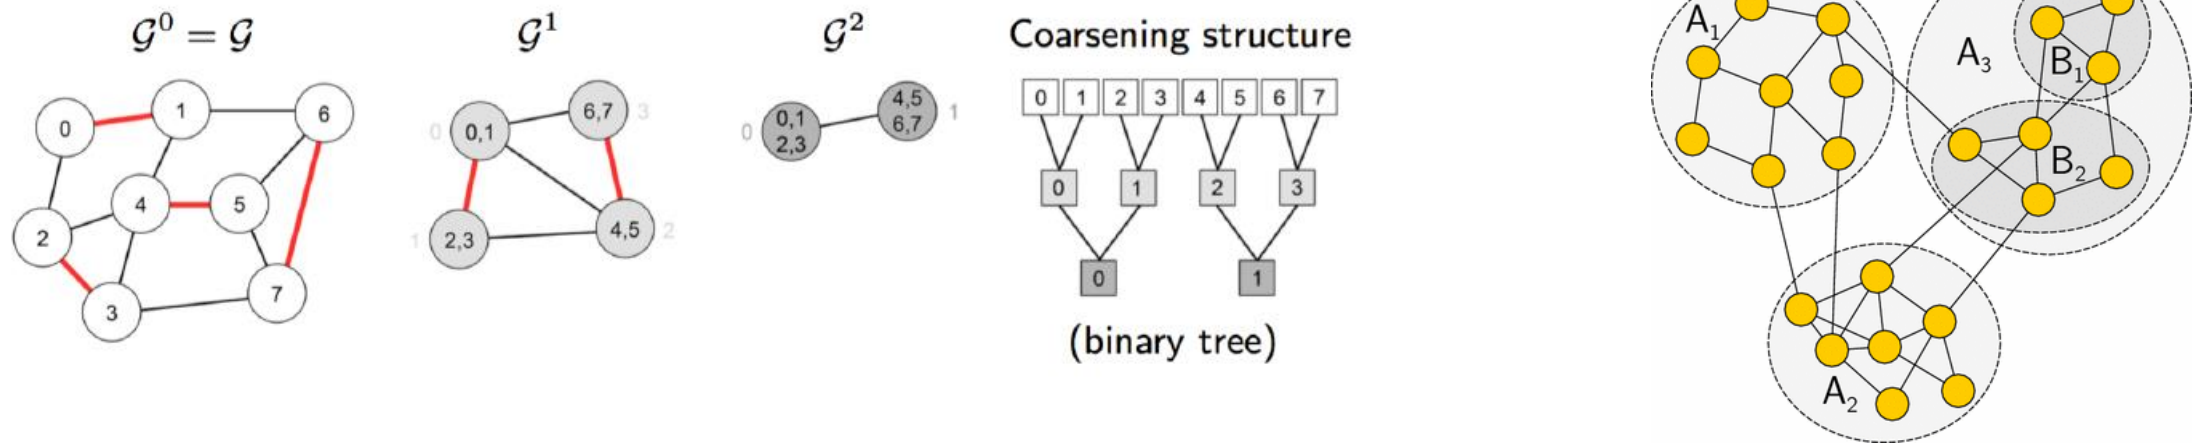 𝒢⁰ = 𝒢
0
1
6
4
5
2
7
3
𝒢¹
0
0,1
6,7
3
1
2,3
4,5
2
𝒢²
0
0,1
2,3
4,5
6,7
1
Coarsening structure
0 1 2 3 4 5 6 7
0 1 2 3
0 1
(binary tree)
A₁
A₃
B₁
B₂
A₂